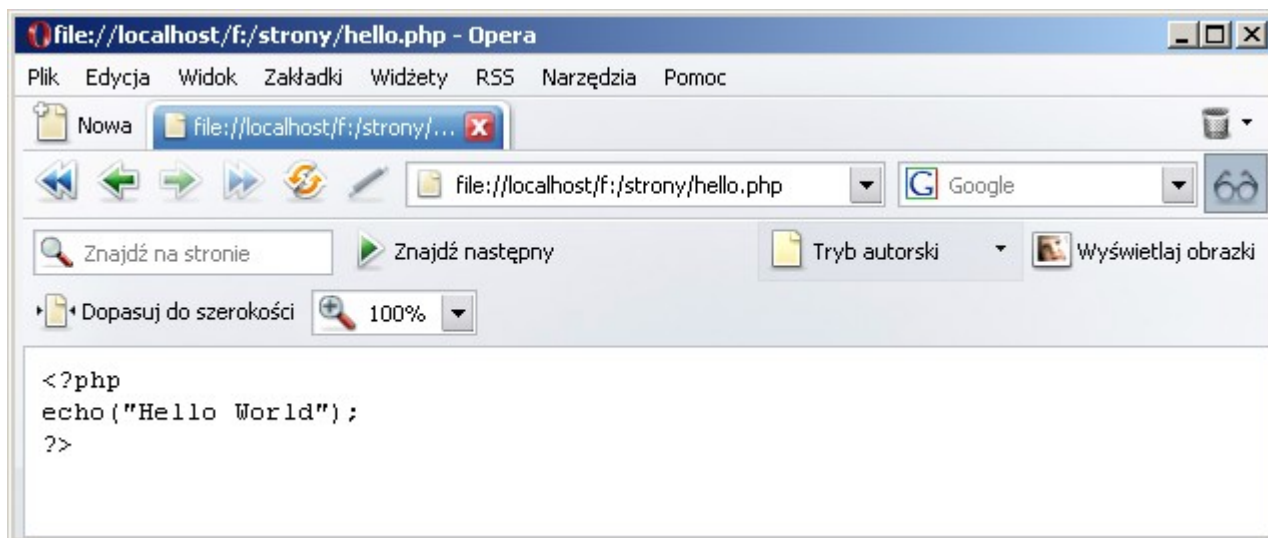 file://localhost/f:/strony/hello.php - Opera
Plik Edycja Widok Zakładki Widżety RSS Narzędzia Pomoc
Nowa file://localhost/f:/strony/...
file://localhost/f:/strony/hello.php Google
Znajdź na stronie Znajdź następny Tryb autorski Wyświetlaj obrazki
Dopasuj do szerokości 100%
<?php
echo("Hello World");
?>